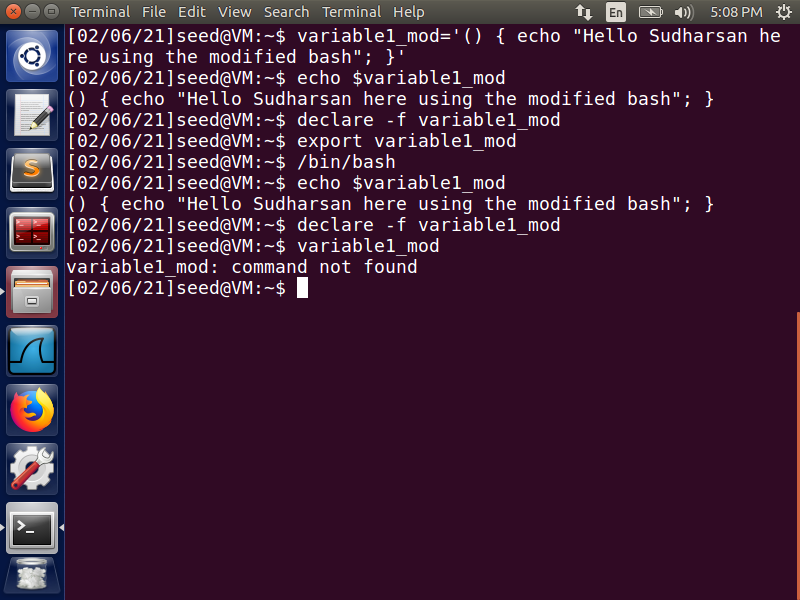 Terminal File Edit View Search Terminal Help En 5:08 PM
[02/06/21]seed@VM:~$ variable1_mod='() { echo "Hello Sudharsan he
re using the modified bash"; }'
[02/06/21]seed@VM:~$ echo $variable1_mod
() { echo "Hello Sudharsan here using the modified bash"; }
[02/06/21]seed@VM:~$ declare -f variable1_mod
[02/06/21]seed@VM:~$ export variable1_mod
[02/06/21]seed@VM:~$ /bin/bash
[02/06/21]seed@VM:~$ echo $variable1_mod
() { echo "Hello Sudharsan here using the modified bash"; }
[02/06/21]seed@VM:~$ declare -f variable1_mod
[02/06/21]seed@VM:~$ variable1_mod
variable1_mod: command not found
[02/06/21]seed@VM:~$